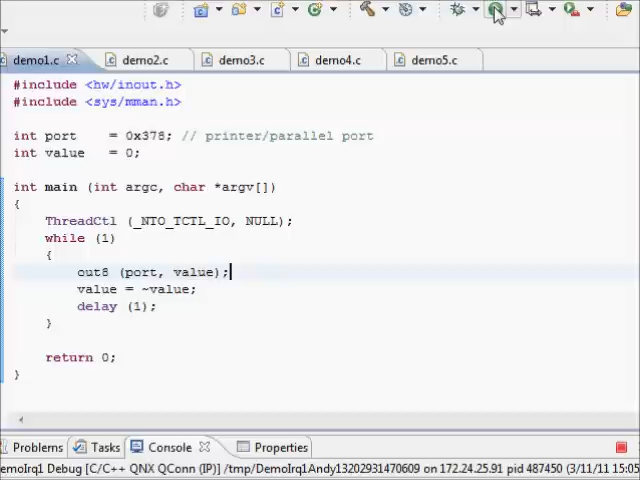 demo1.c demo2.c demo3.c demo4.c demo5.c
#include <hw/inout.h>
#include <sys/mman.h>
int port = 0x378; // printer/parallel port
int value = 0;
int main (int argc, char *argv[])
{
ThreadCtl (_NTO_TCTL_IO, NULL);
while (1)
{
out8 (port, value);
value = ~value;
delay (1);
}
return 0;
}
Problems Tasks Console Properties
DemoIrq1 Debug [C/C++ QNX QConn (IP)] /tmp/DemoIrq1Andy13202931470609 on 172.24.25.91 pid 487450 (3/11/11 15:05